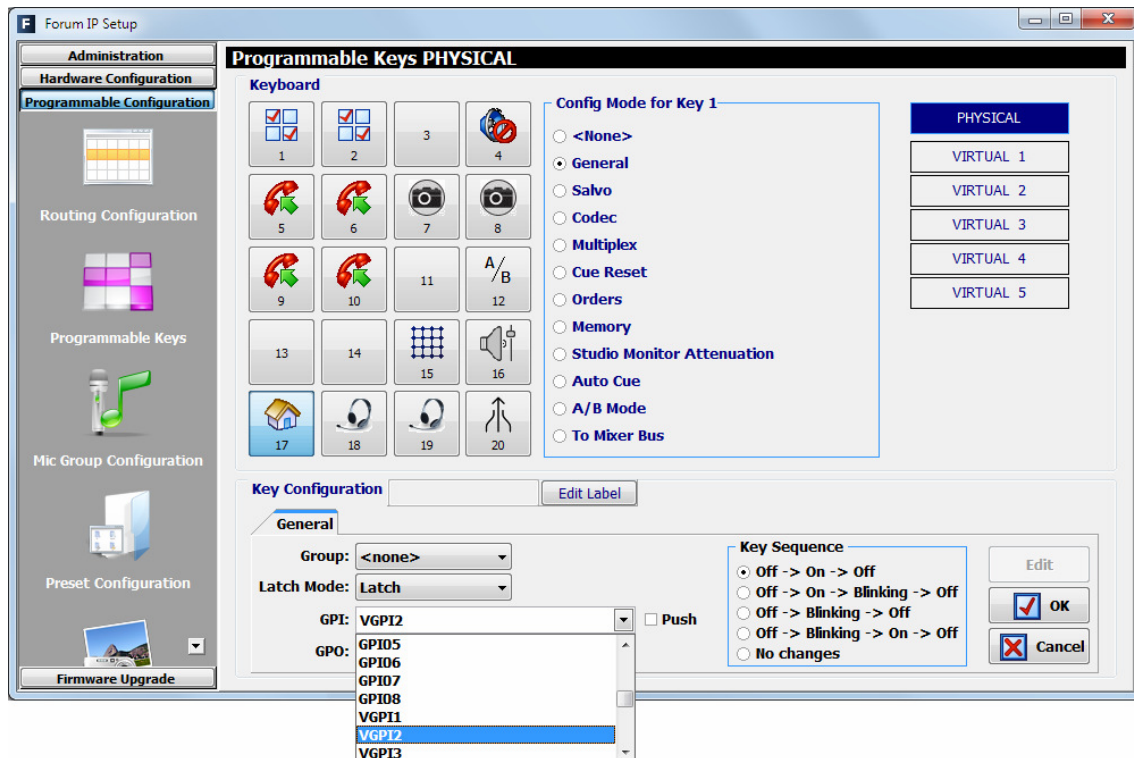 Forum IP Setup
Administration
Hardware Configuration
Programmable Configuration
Routing Configuration
Programmable Keys
Mic Group Configuration
Preset Configuration
Firmware Upgrade
Programmable Keys PHYSICAL
Keyboard
1 2 3 4
5 6 7 8
9 10 11 A/B 12
13 14 15 16
17 18 19 20
Config Mode for Key 1
<None>
General
Salvo
Codec
Multiplex
Cue Reset
Orders
Memory
Studio Monitor Attenuation
Auto Cue
A/B Mode
To Mixer Bus
PHYSICAL
VIRTUAL 1
VIRTUAL 2
VIRTUAL 3
VIRTUAL 4
VIRTUAL 5
Key Configuration Edit Label
General
Group: <none>
Latch Mode: Latch
GPI: VGPI2 Push
GPO:
GPI05
GPI06
GPI07
GPI08
VGPI1
VGPI2
VGPI3
Key Sequence
Off -> On -> Off
Off -> On -> Blinking -> Off
Off -> Blinking -> Off
Off -> Blinking -> On -> Off
No changes
Edit
OK
Cancel